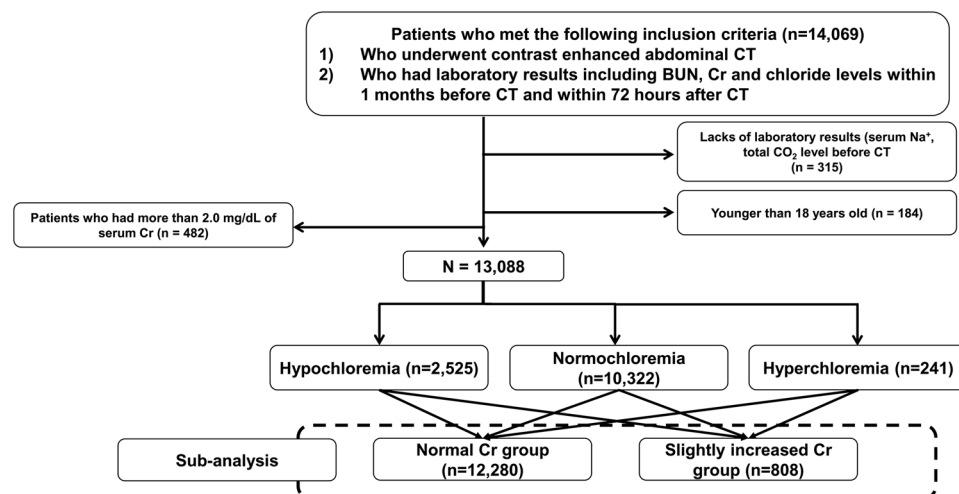 Patients who met the following inclusion criteria (n=14,069)
1) Who underwent contrast enhanced abdominal CT
2) Who had laboratory results including BUN, Cr and chloride levels within
1 months before CT and within 72 hours after CT
Lacks of laboratory results (serum Na⁺,
total CO₂ level before CT
(n = 315)
Patients who had more than 2.0 mg/dL of
serum Cr (n = 482)
Younger than 18 years old (n = 184)
N = 13,088
Hypochloremia (n=2,525)
Normochloremia
(n=10,322)
Hyperchloremia (n=241)
Sub-analysis
Normal Cr group
(n=12,280)
Slightly increased Cr
group (n=808)